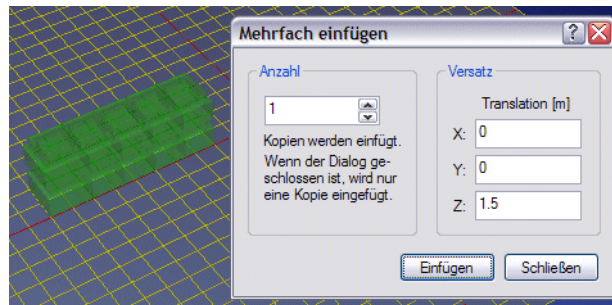 Mehrfach einfügen
Anzahl
1
Kopien werden einfügt.
Wenn der Dialog ge-
schlossen ist, wird nur
eine Kopie eingefügt.
Versatz
Translation [m]
X: 0
Y: 0
Z: 1.5
Einfügen
Schließen